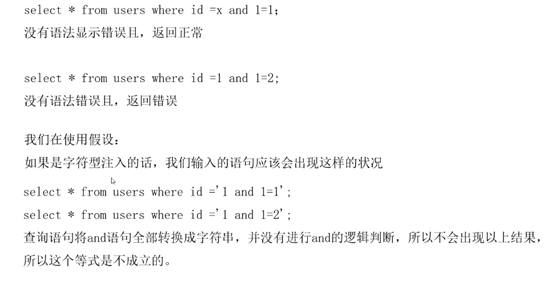 select * from users where id =x and 1=1;
没有语法显示错误且，返回正常
select * from users where id =1 and 1=2;
没有语法错误且，返回错误
我们在使用假设：
如果是字符型注入的话，我们输入的语句应该会出现这样的状况
select * from users where id ='1 and 1=1';
select * from users where id ='1 and 1=2';
查询语句将and语句全部转换成字符串，并没有进行and的逻辑判断，所以不会出现以上结果，
所以这个等式是不成立的。